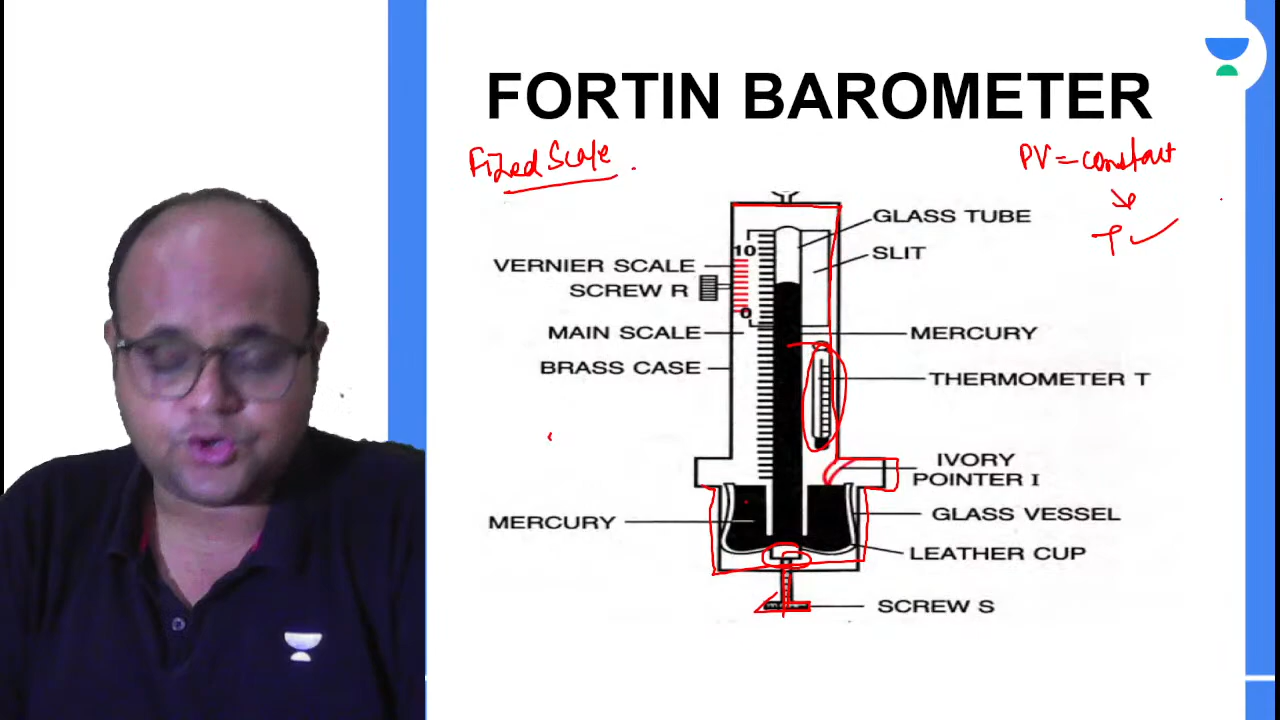 FORTIN BAROMETER
Fixed Scale.
PV = constant
T
GLASS TUBE
SLIT
10
VERNIER SCALE
SCREW R
0
MAIN SCALE
MERCURY
BRASS CASE
THERMOMETER T
IVORY
POINTER I
MERCURY
GLASS VESSEL
LEATHER CUP
SCREW S